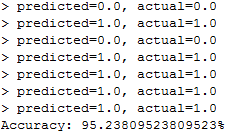 > predicted=0.0, actual=0.0
> predicted=0.0, actual=0.0
> predicted=0.0, actual=1.0
> predicted=1.0, actual=1.0
> predicted=1.0, actual=1.0
> predicted=1.0, actual=1.0
> predicted=1.0, actual=1.0
Accuracy: 95.23809523809523%